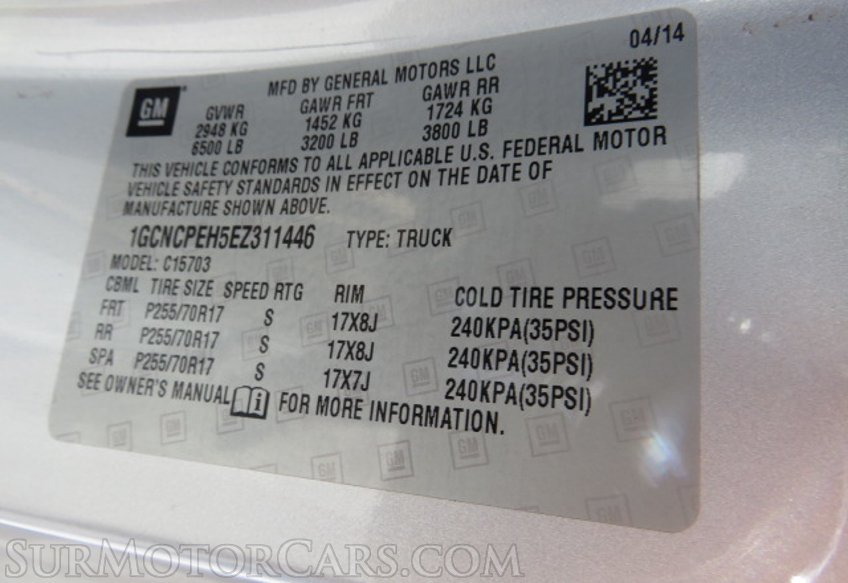 04/14
MFD BY GENERAL MOTORS LLC
GM
GVWR GAWR FRT GAWR RR
2948 KG 1452 KG 1724 KG
6500 LB 3200 LB 3800 LB
THIS VEHICLE CONFORMS TO ALL APPLICABLE U.S. FEDERAL MOTOR
VEHICLE SAFETY STANDARDS IN EFFECT ON THE DATE OF
MANUFACTURE SHOWN ABOVE.
1GCNCPEH5EZ311446 TYPE: TRUCK
MODEL: C15703
CBML TIRE SIZE SPEED RTG RIM COLD TIRE PRESSURE
FRT P255/70R17 S 17X8J 240KPA(35PSI)
RR P255/70R17 S 17X8J 240KPA(35PSI)
SPA P255/70R17 S 17X7J 240KPA(35PSI)
SEE OWNER'S MANUAL FOR MORE INFORMATION.
SurMotorCars.com